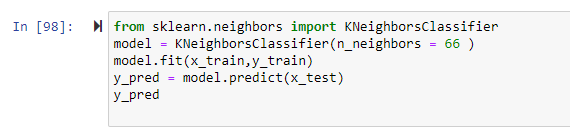 In [98]:
from sklearn.neighbors import KNeighborsClassifier
model = KNeighborsClassifier(n_neighbors = 66 )
model.fit(x_train,y_train)
y_pred = model.predict(x_test)
y_pred